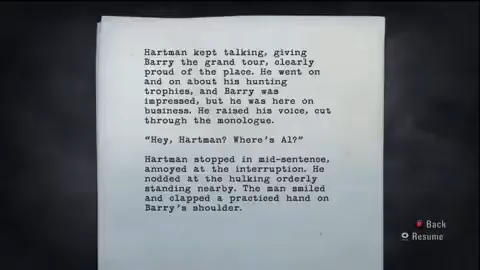 Hartman kept talking, giving
Barry the grand tour, clearly
proud of the place. He went on
and on about his hunting
trophies, and Barry was
impressed, but he was here on
business. He raised his voice, cut
through the monologue.
"Hey, Hartman? Where's Al?"
Hartman stopped in mid-sentence,
annoyed at the interruption. He
nodded at the hulking orderly
standing nearby. The man smiled
and clapped a practiced hand on
Barry's shoulder.
Back
Resume